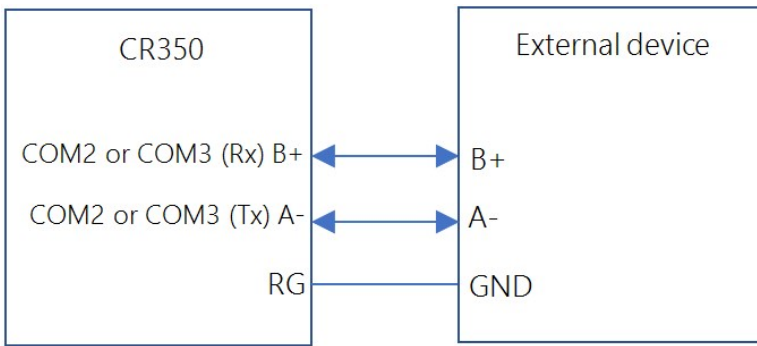 CR350
External device
COM2 or COM3 (Rx) B+
B+
COM2 or COM3 (Tx) A-
A-
RG
GND